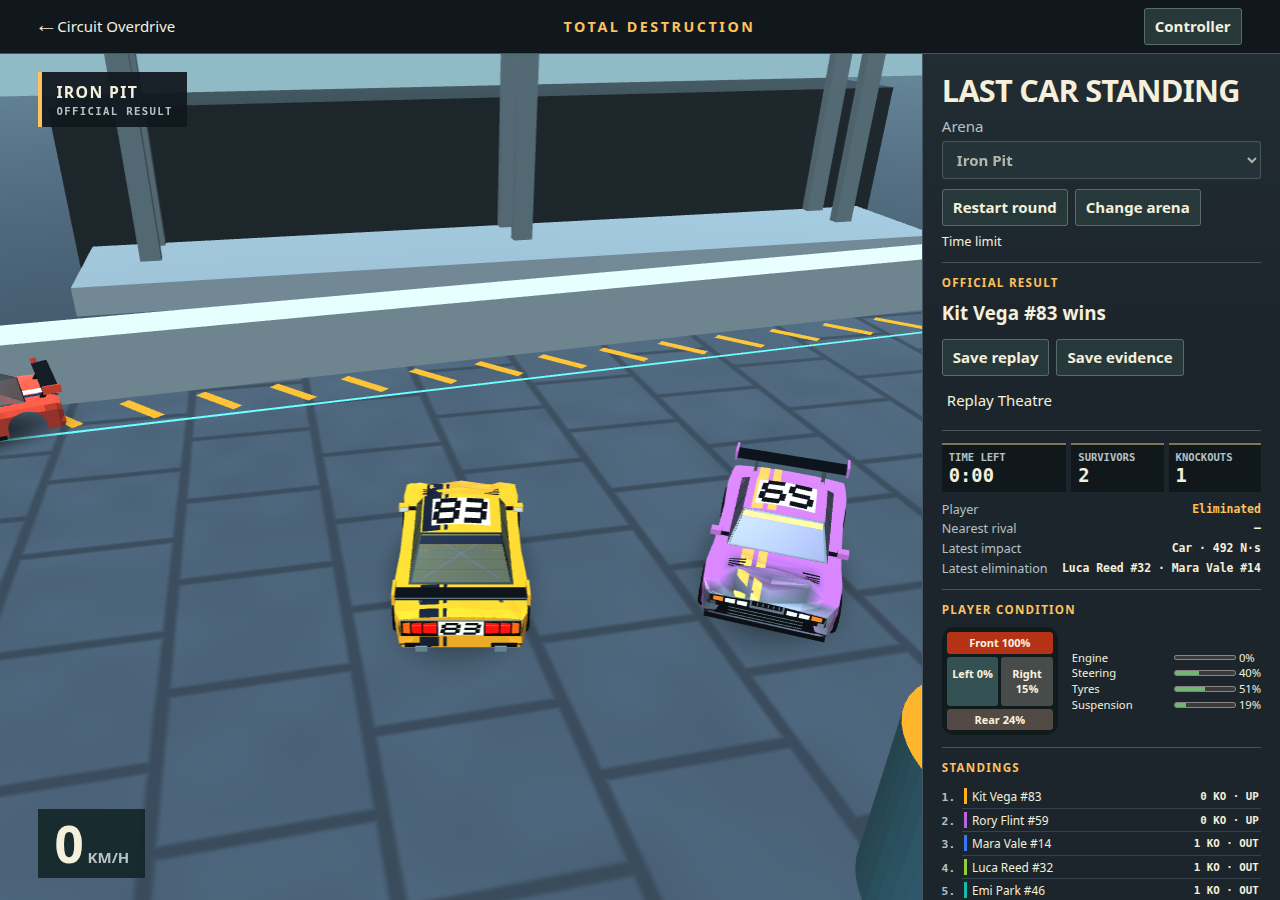 ← Circuit Overdrive
TOTAL DESTRUCTION
Controller
IRON PIT
OFFICIAL RESULT
83
83
59
0 KM/H
LAST CAR STANDING
Arena
Iron Pit
Restart round
Change arena
Time limit
OFFICIAL RESULT
Kit Vega #83 wins
Save replay
Save evidence
Replay Theatre
TIME LEFT
0:00
SURVIVORS
2
KNOCKOUTS
1
Player Eliminated
Nearest rival —
Latest impact Car · 492 N·s
Latest elimination Luca Reed #32 · Mara Vale #14
PLAYER CONDITION
Front 100%
Left 0%
Right 15%
Rear 24%
Engine 0%
Steering 40%
Tyres 51%
Suspension 19%
STANDINGS
1. Kit Vega #83 0 KO · UP
2. Rory Flint #59 0 KO · UP
3. Mara Vale #14 1 KO · OUT
4. Luca Reed #32 1 KO · OUT
5. Emi Park #46 1 KO · OUT